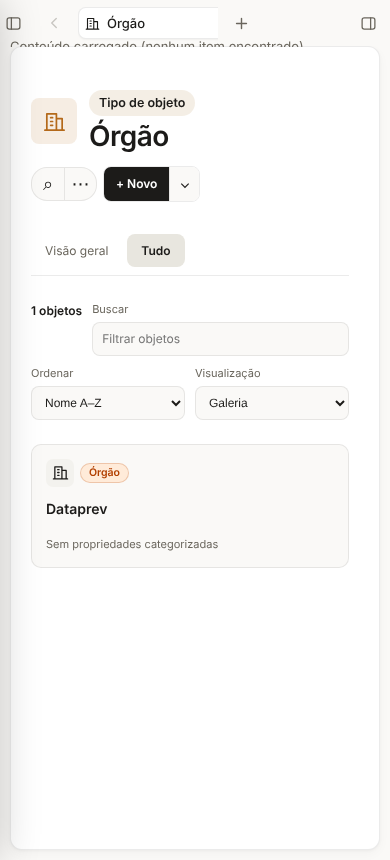 Órgão
Conteúdo carregado (nenhum item encontrado)
Tipo de objeto
Órgão
+ Novo
Visão geral
Tudo
1 objetos
Buscar
Filtrar objetos
Ordenar
Visualização
Nome A–Z
Galeria
Órgão
Dataprev
Sem propriedades categorizadas